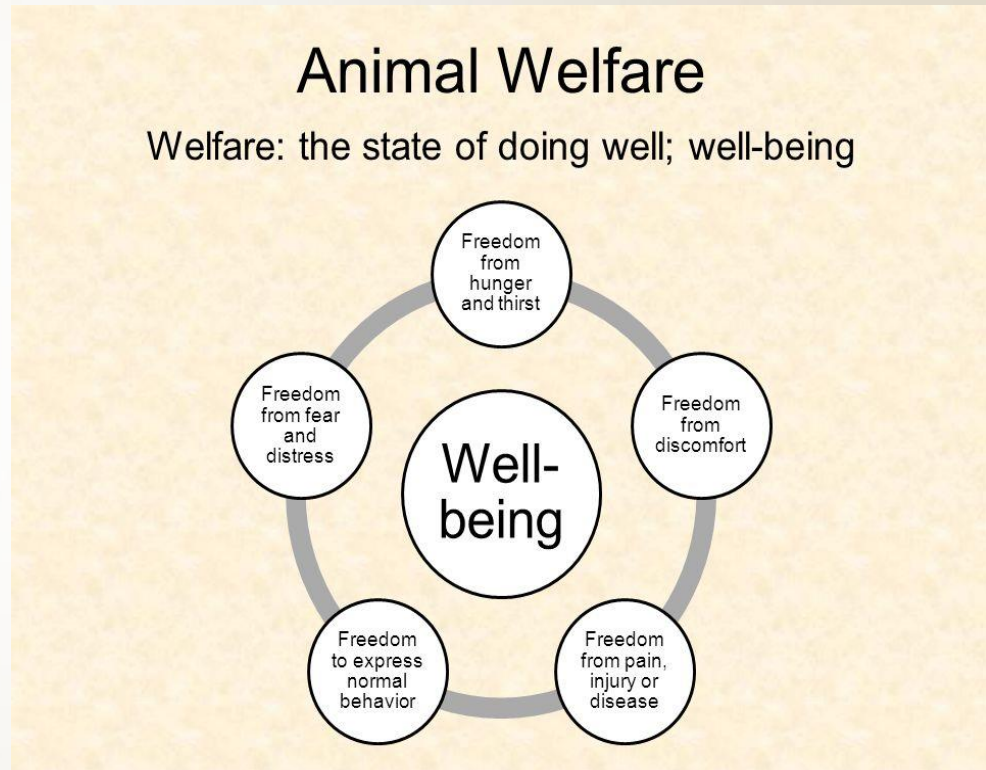 Animal Welfare
Welfare: the state of doing well; well-being
Freedom
from
hunger
and thirst
Freedom
from
discomfort
Freedom
from pain,
injury or
disease
Freedom
to express
normal
behavior
Freedom
from fear
and
distress
Well-
being